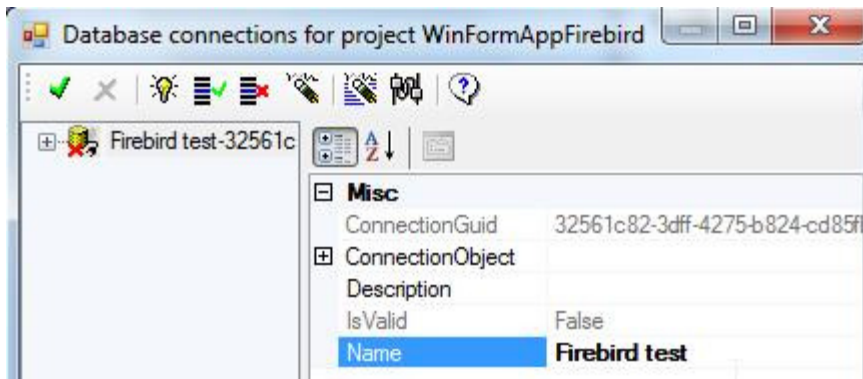 Database connections for project WinFormAppFirebird
Firebird test-32561c
Misc
ConnectionGuid 32561c82-3dff-4275-b824-cd85f
ConnectionObject
Description
IsValid False
Name Firebird test